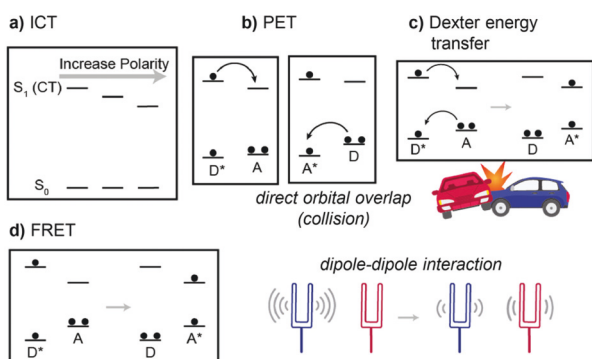 a) ICT
Increase Polarity
S₁ (CT)
S₀
b) PET
D*
A
A*
D
direct orbital overlap
(collision)
c) Dexter energy
transfer
D*
A
D
A*
d) FRET
D*
A
D
A*
dipole-dipole interaction